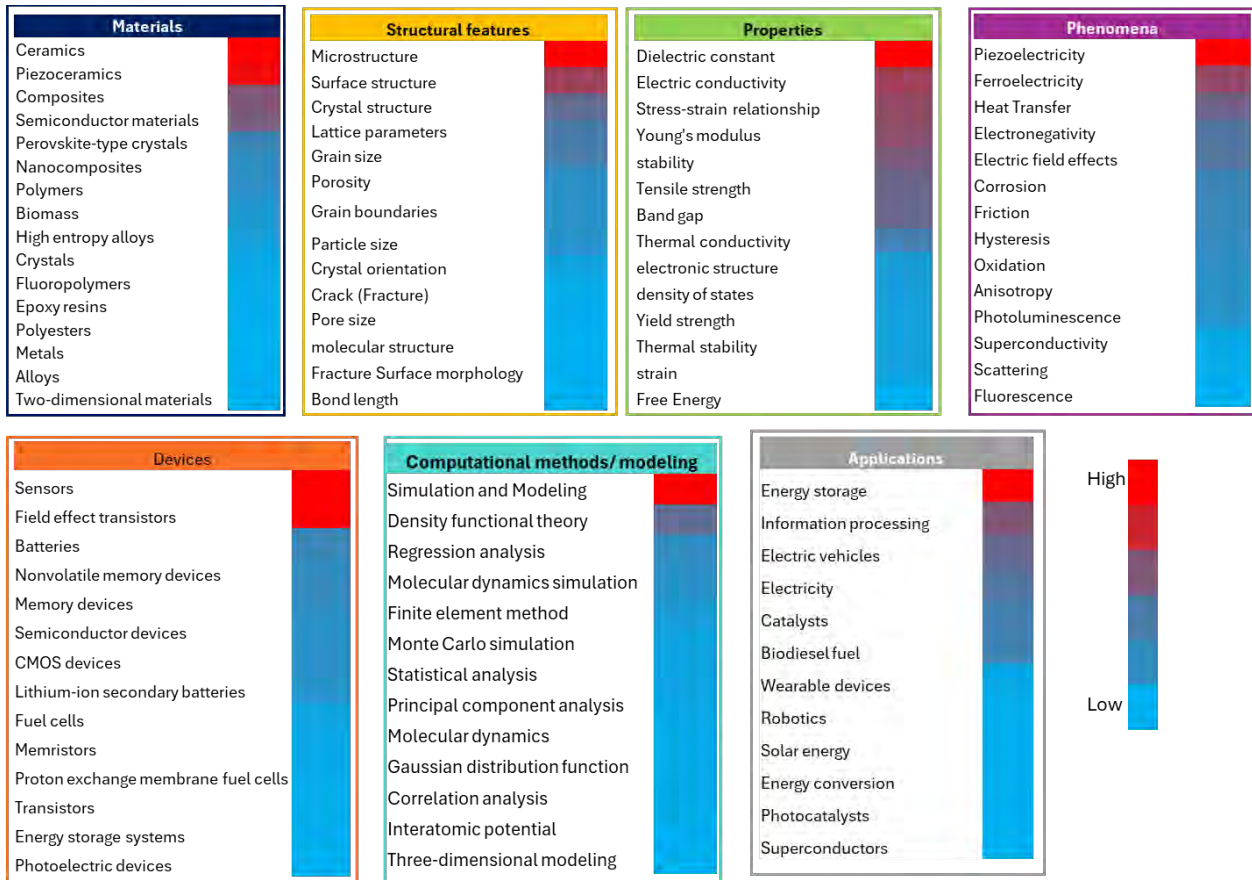 Materials
Ceramics
Piezoceramics
Composites
Semiconductor materials
Perovskite-type crystals
Nanocomposites
Polymers
Biomass
High entropy alloys
Crystals
Fluoropolymers
Epoxy resins
Polyesters
Metals
Alloys
Two-dimensional materials
Structural features
Microstructure
Surface structure
Crystal structure
Lattice parameters
Grain size
Porosity
Grain boundaries
Particle size
Crystal orientation
Crack (Fracture)
Pore size
molecular structure
Fracture Surface morphology
Bond length
Properties
Dielectric constant
Electric conductivity
Stress-strain relationship
Young's modulus
stability
Tensile strength
Band gap
Thermal conductivity
electronic structure
density of states
Yield strength
Thermal stability
strain
Free Energy
Phenomena
Piezoelectricity
Ferroelectricity
Heat Transfer
Electronegativity
Electric field effects
Corrosion
Friction
Hysteresis
Oxidation
Anisotropy
Photoluminescence
Superconductivity
Scattering
Fluorescence
Devices
Sensors
Field effect transistors
Batteries
Nonvolatile memory devices
Memory devices
Semiconductor devices
CMOS devices
Lithium-ion secondary batteries
Fuel cells
Memristors
Proton exchange membrane fuel cells
Transistors
Energy storage systems
Photoelectric devices
Computational methods/ modeling
Simulation and Modeling
Density functional theory
Regression analysis
Molecular dynamics simulation
Finite element method
Monte Carlo simulation
Statistical analysis
Principal component analysis
Molecular dynamics
Gaussian distribution function
Correlation analysis
Interatomic potential
Three-dimensional modeling
Applications
Energy storage
Information processing
Electric vehicles
Electricity
Catalysts
Biodiesel fuel
Wearable devices
Robotics
Solar energy
Energy conversion
Photocatalysts
Superconductors
High
Low